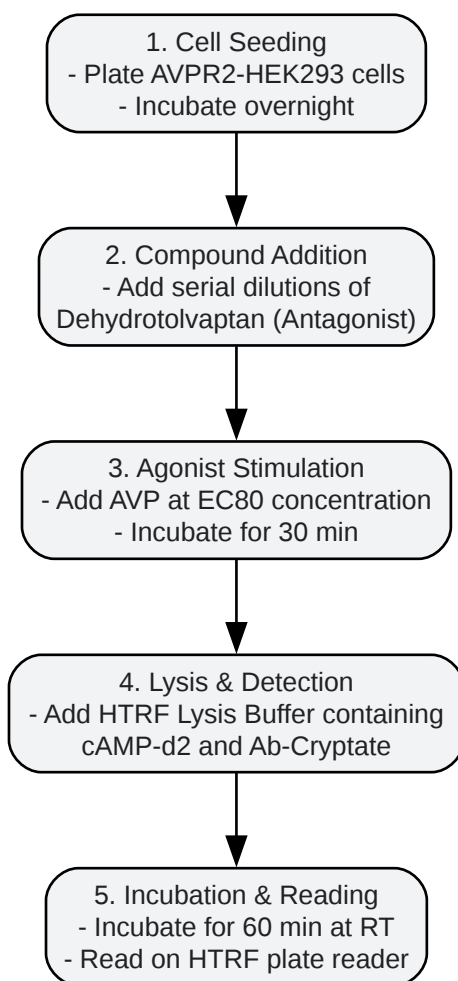 1. Cell Seeding
- Plate AVPR2-HEK293 cells
- Incubate overnight
2. Compound Addition
- Add serial dilutions of
Dehydrotolvaptan (Antagonist)
3. Agonist Stimulation
- Add AVP at EC80 concentration
- Incubate for 30 min
4. Lysis & Detection
- Add HTRF Lysis Buffer containing
cAMP-d2 and Ab-Cryptate
5. Incubation & Reading
- Incubate for 60 min at RT
- Read on HTRF plate reader